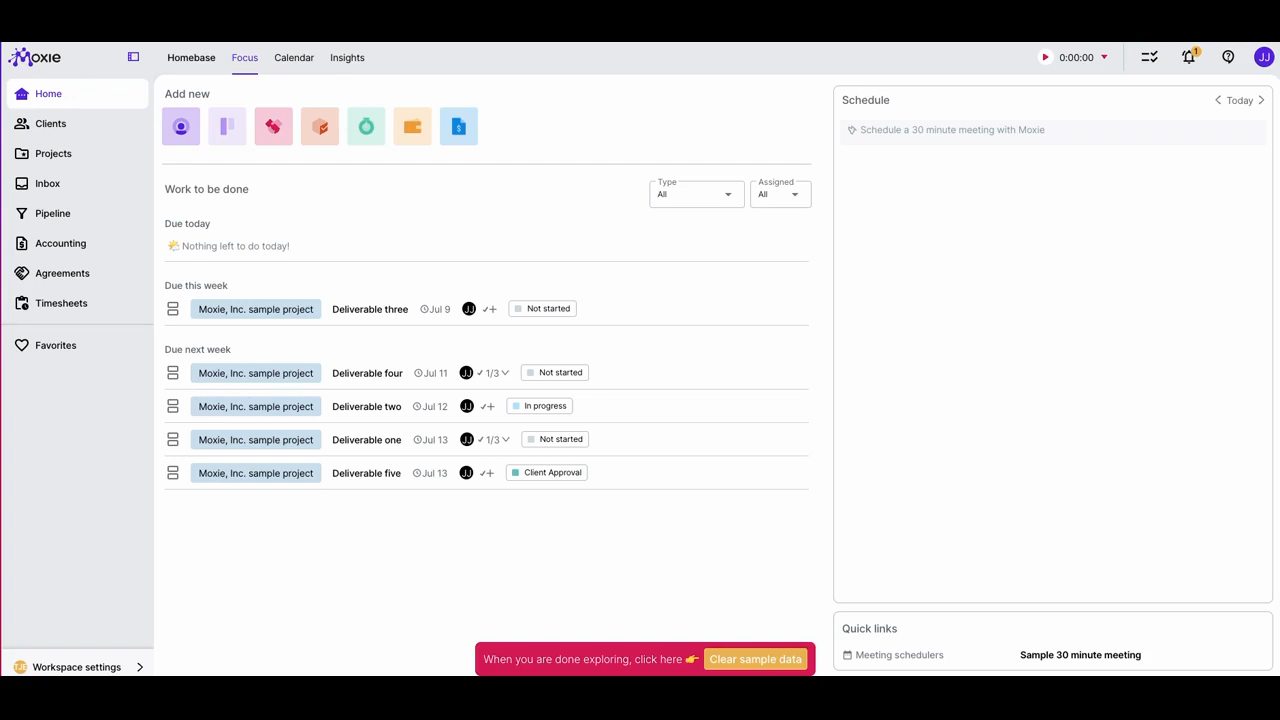 Moxie
Homebase Focus Calendar Insights
0:00:00
1
JJ
Home
Clients
Projects
Inbox
Pipeline
Accounting
Agreements
Timesheets
Favorites
TJE Workspace settings
Add new
Work to be done
Type
All
Assigned
All
Due today
Nothing left to do today!
Due this week
Moxie, Inc. sample project Deliverable three Jul 9 JJ Not started
Due next week
Moxie, Inc. sample project Deliverable four Jul 11 JJ 1/3 Not started
Moxie, Inc. sample project Deliverable two Jul 12 JJ In progress
Moxie, Inc. sample project Deliverable one Jul 13 JJ 1/3 Not started
Moxie, Inc. sample project Deliverable five Jul 13 JJ Client Approval
When you are done exploring, click here Clear sample data
Schedule
Today
Schedule a 30 minute meeting with Moxie
Quick links
Meeting schedulers Sample 30 minute meeting